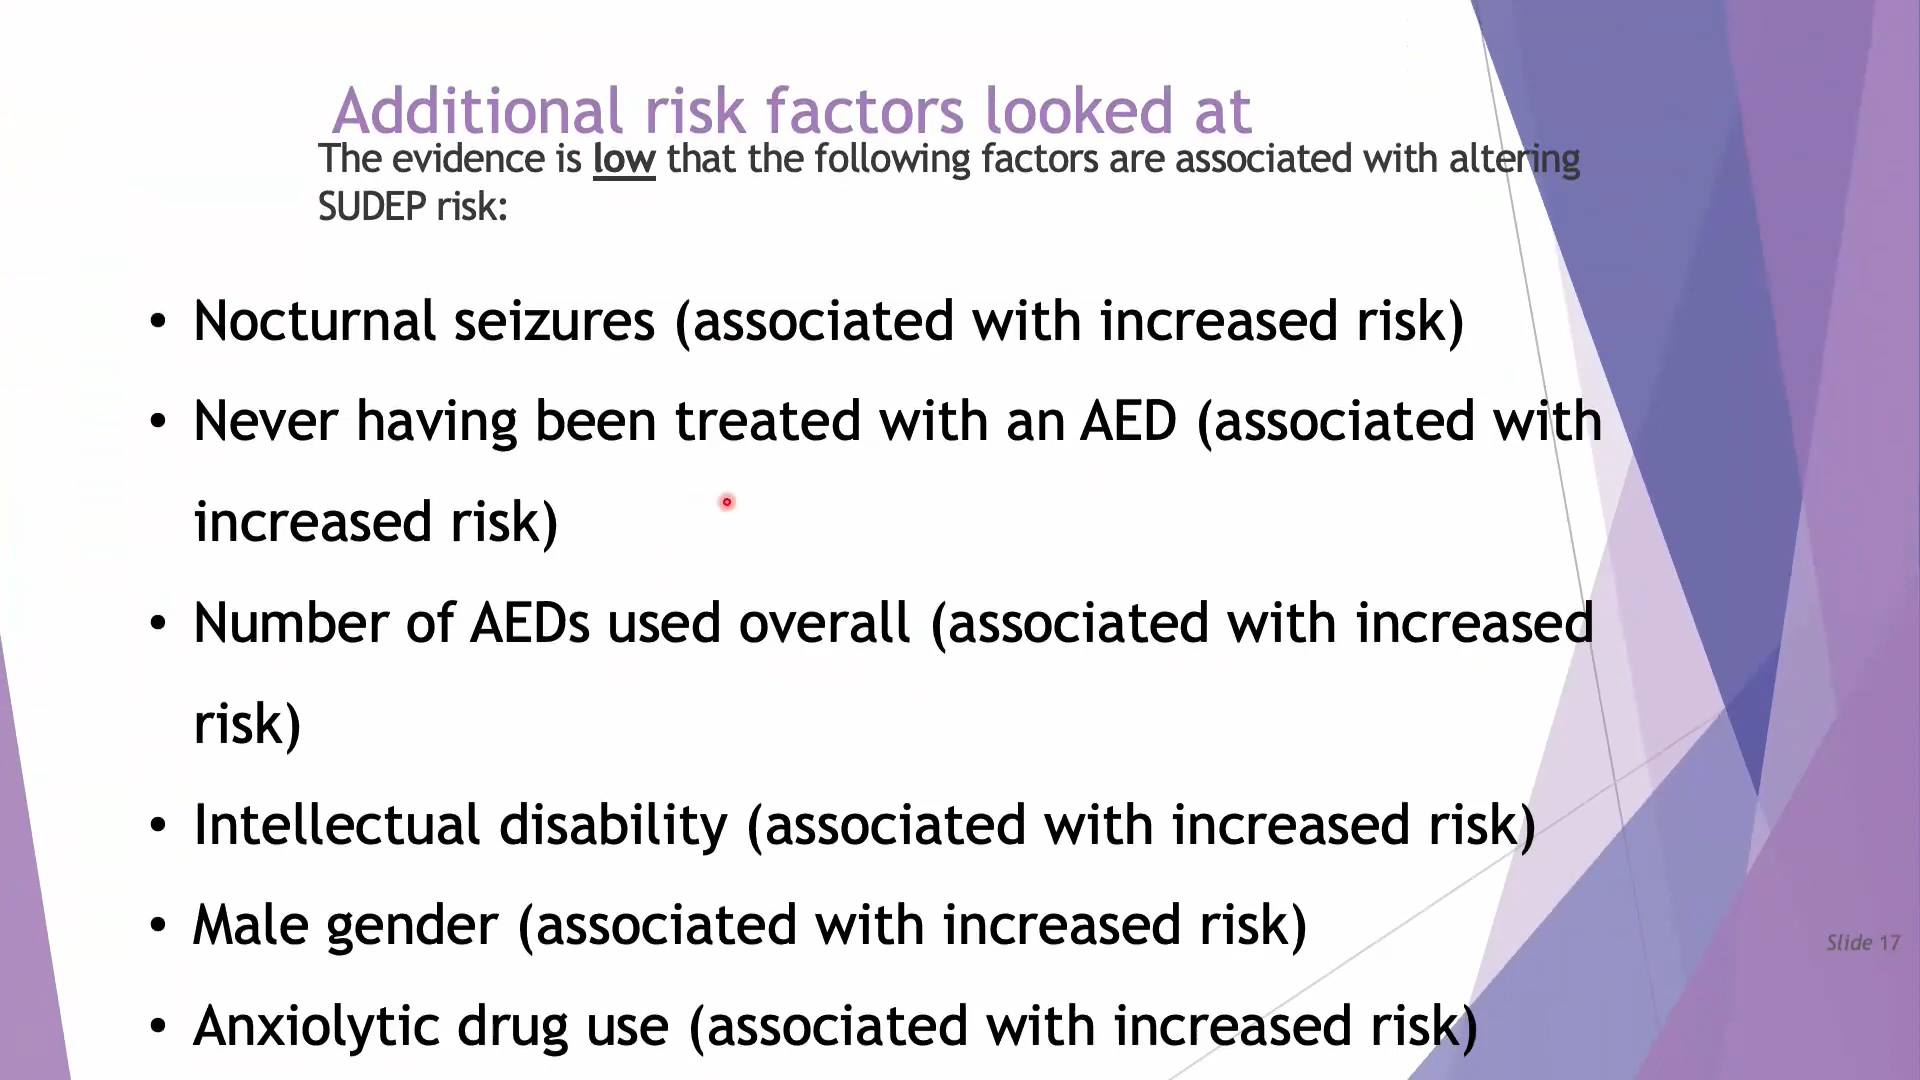 Additional risk factors looked at
The evidence is low that the following factors are associated with altering
SUDEP risk:
• Nocturnal seizures (associated with increased risk)
• Never having been treated with an AED (associated with
increased risk)
• Number of AEDs used overall (associated with increased
risk)
• Intellectual disability (associated with increased risk)
• Male gender (associated with increased risk)
• Anxiolytic drug use (associated with increased risk)
Slide 17